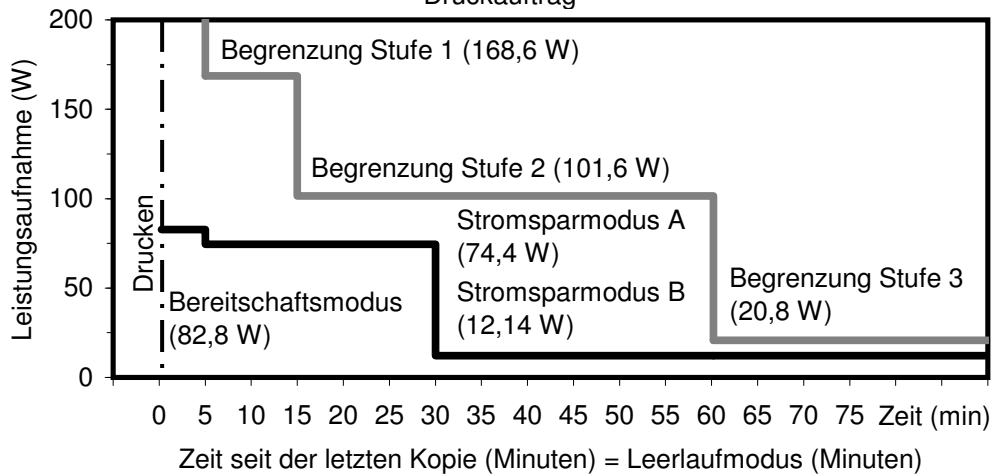 Druckauftrag
200
150
100
50
0
Leistungsaufnahme (W)
Drucken
Begrenzung Stufe 1 (168,6 W)
Begrenzung Stufe 2 (101,6 W)
Stromsparmodus A
(74,4 W)
Stromsparmodus B
(12,14 W)
Bereitschaftsmodus
(82,8 W)
Begrenzung Stufe 3
(20,8 W)
0 5 10 15 20 25 30 35 40 45 50 55 60 65 70 75 Zeit (min)
Zeit seit der letzten Kopie (Minuten) = Leerlaufmodus (Minuten)